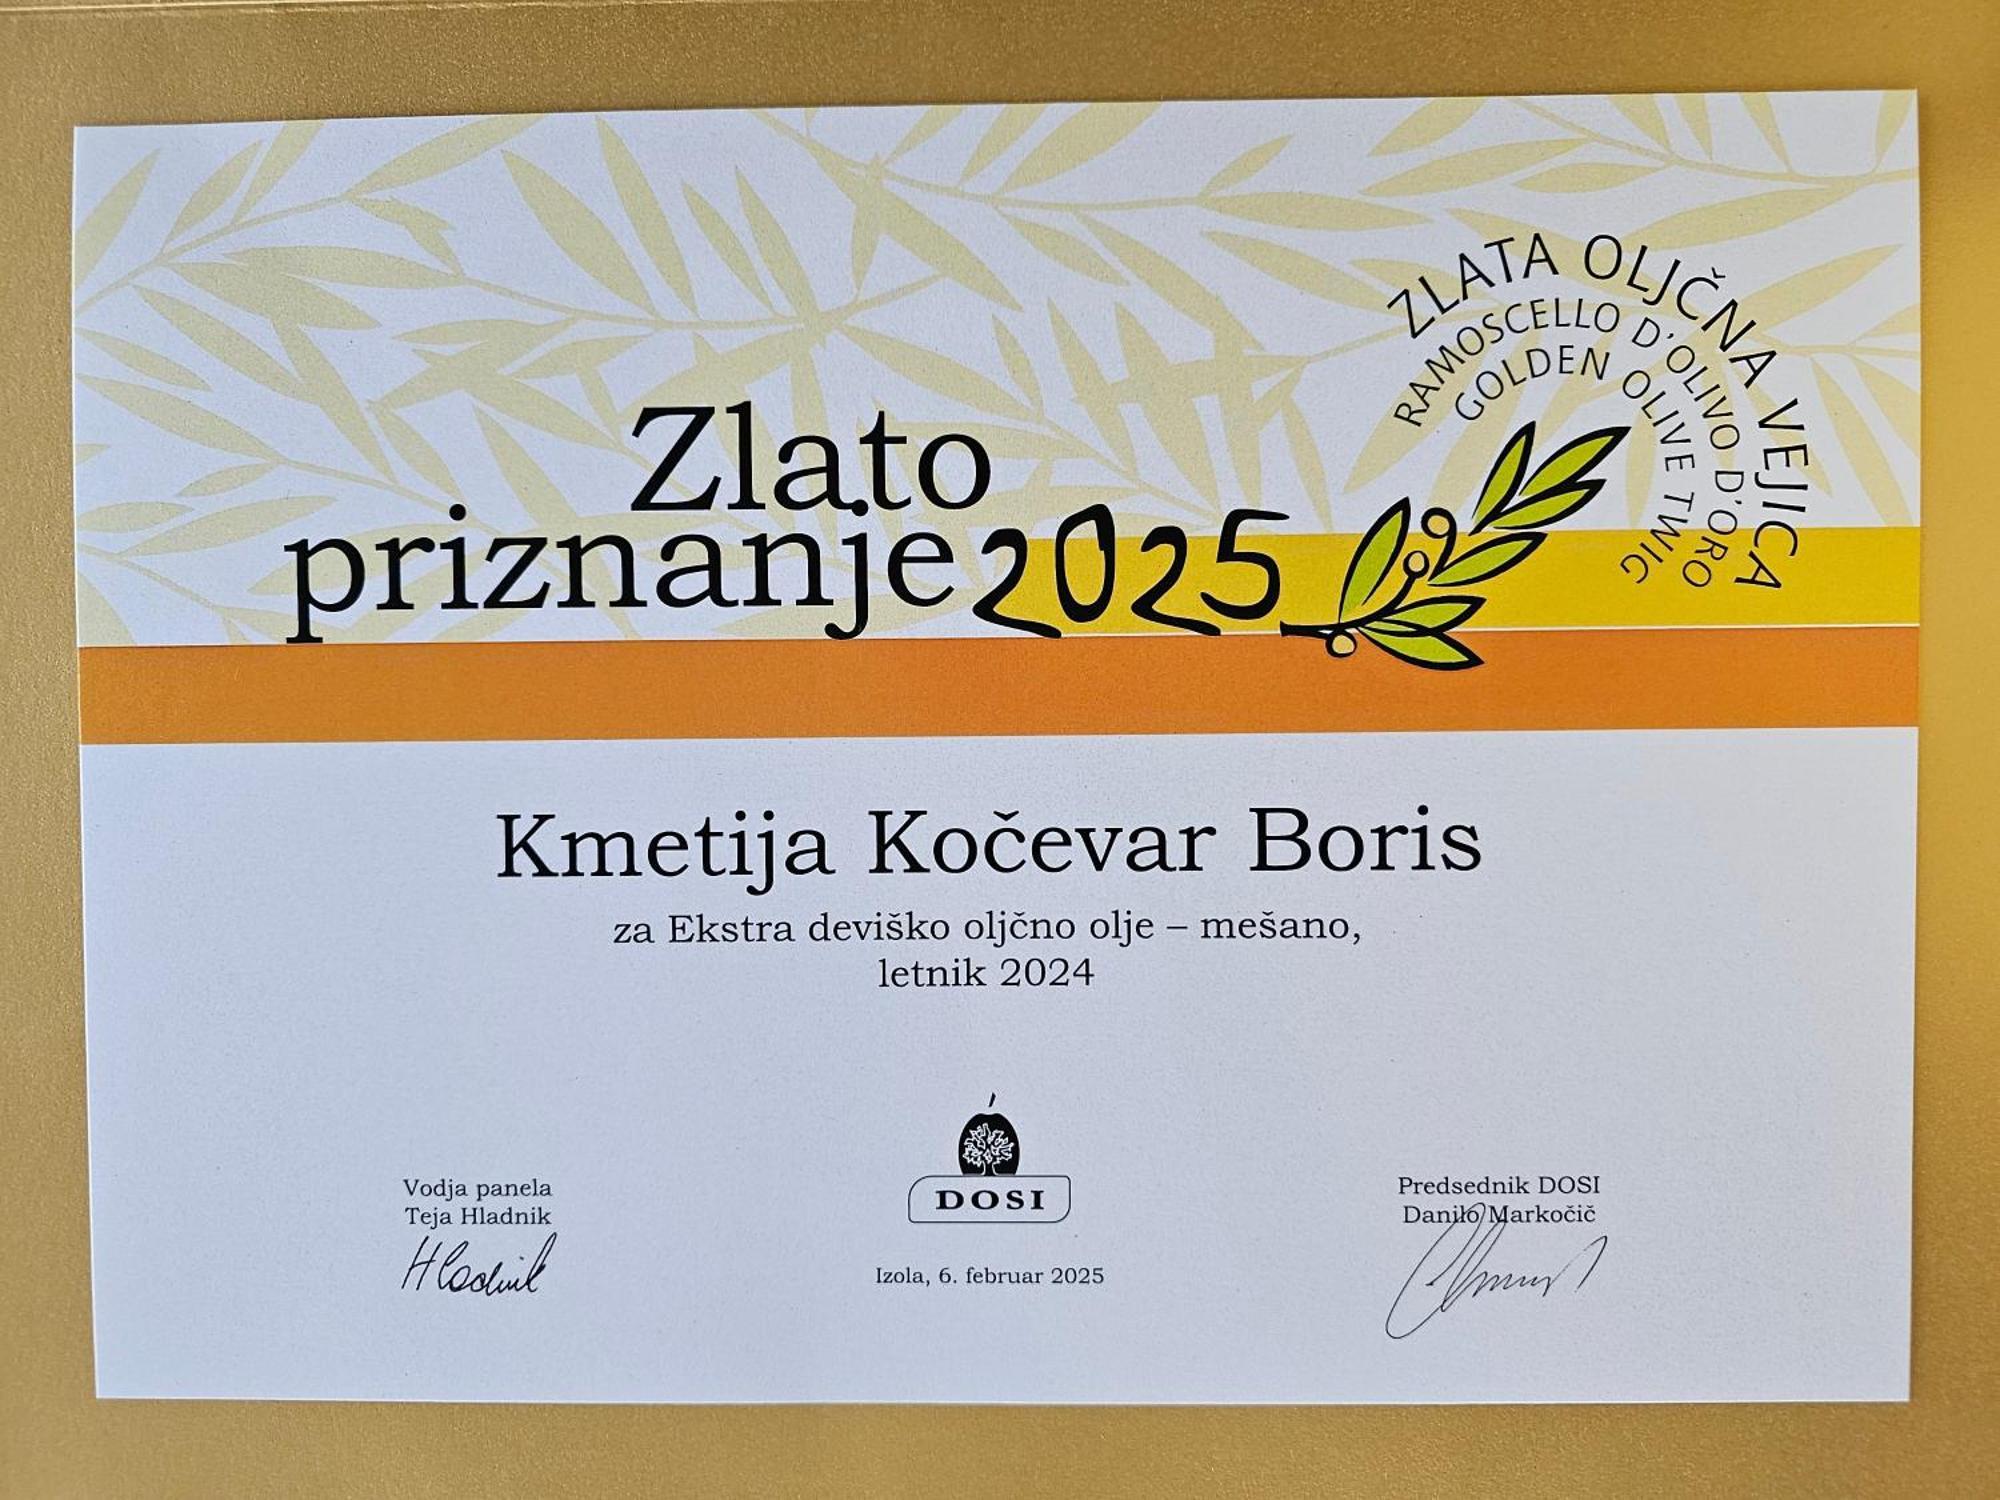 ZLATA OLJČNA VEJICA
RAMOSCELLO D'OLIVO D'ORO
GOLDEN OLIVE TWIG
Zlato
priznanje 2025
Kmetija Kočevar Boris
za Ekstra deviško oljčno olje – mešano,
letnik 2024
Vodja panela
Teja Hladnik
Hladnik
DOSI
Izola, 6. februar 2025
Predsednik DOSI
Danilo Markočič